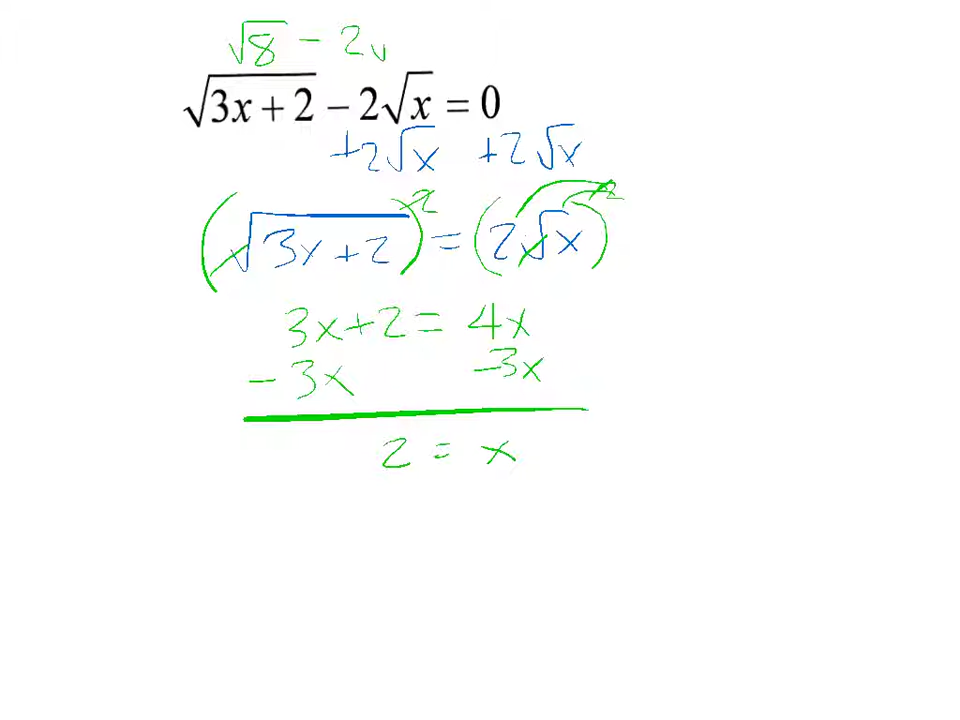 √8 − 2√
√3x + 2 − 2√x = 0
+2√x +2√x
(√3x+2)² = (2√x)²
3x+2 = 4x
−3x −3x
2 = x